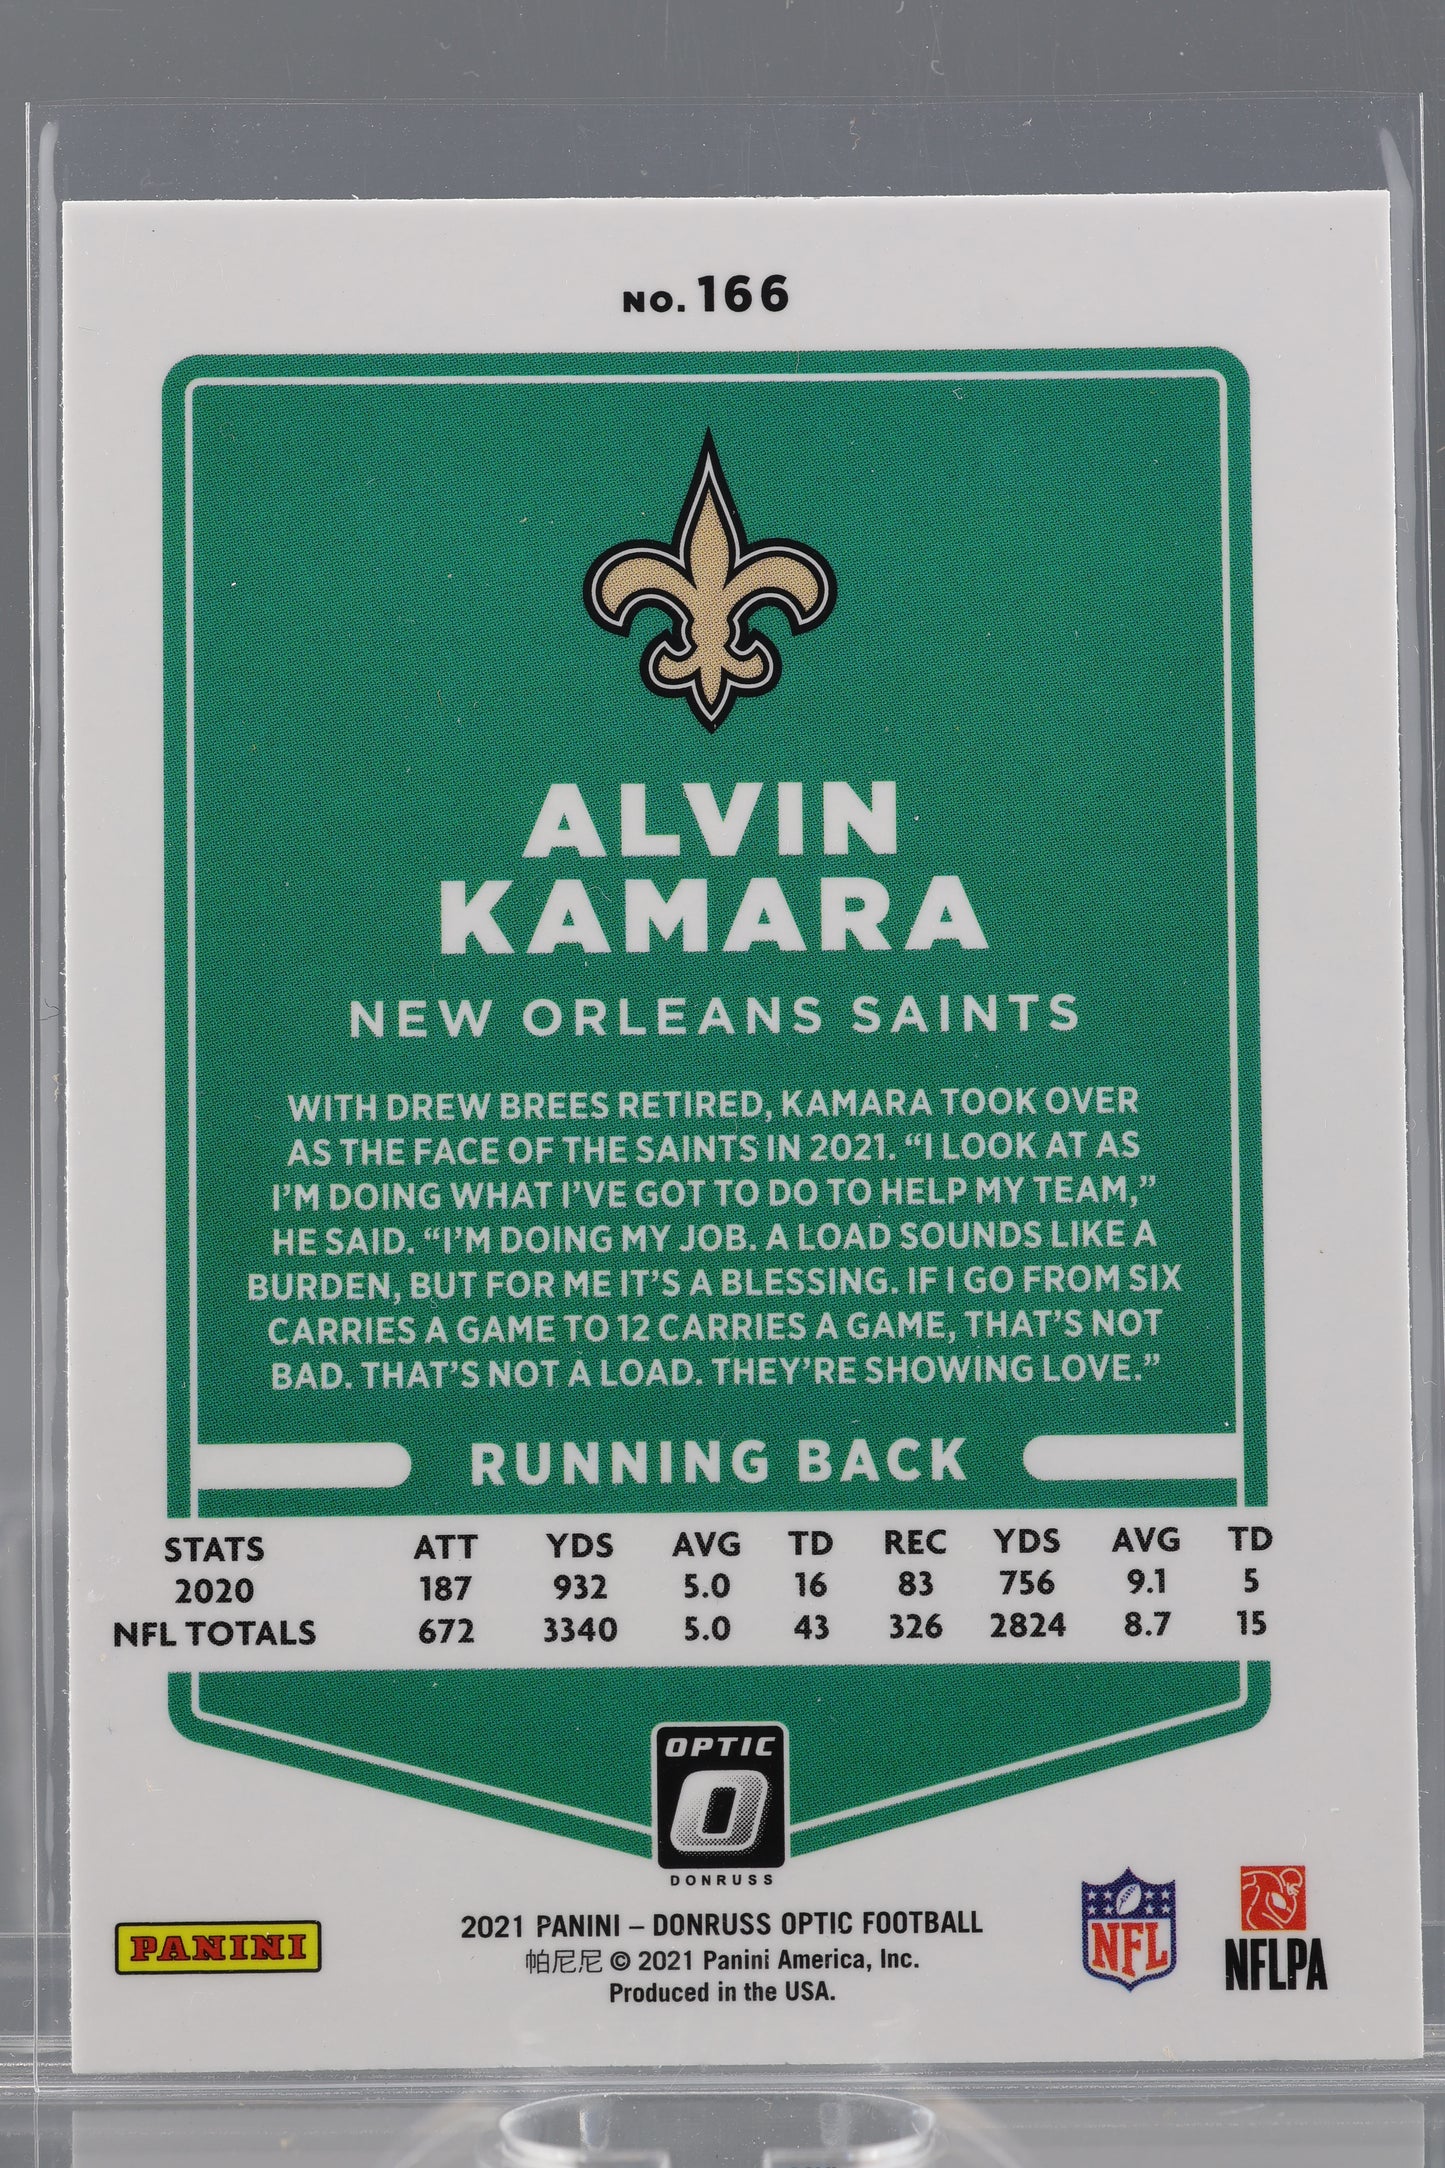 NO. 166
ALVIN
KAMARA
NEW ORLEANS SAINTS
WITH DREW BREES RETIRED, KAMARA TOOK OVER
AS THE FACE OF THE SAINTS IN 2021. “I LOOK AT AS
I’M DOING WHAT I’VE GOT TO DO TO HELP MY TEAM,”
HE SAID. “I’M DOING MY JOB. A LOAD SOUNDS LIKE A
BURDEN, BUT FOR ME IT’S A BLESSING. IF I GO FROM SIX
CARRIES A GAME TO 12 CARRIES A GAME, THAT’S NOT
BAD. THAT’S NOT A LOAD. THEY’RE SHOWING LOVE.”
RUNNING BACK
STATS ATT YDS AVG TD REC YDS AVG TD
2020 187 932 5.0 16 83 756 9.1 5
NFL TOTALS 672 3340 5.0 43 326 2824 8.7 15
OPTIC
O
DONRUSS
PANINI
2021 PANINI – DONRUSS OPTIC FOOTBALL
帕尼尼 © 2021 Panini America, Inc.
Produced in the USA.
NFL
NFLPA